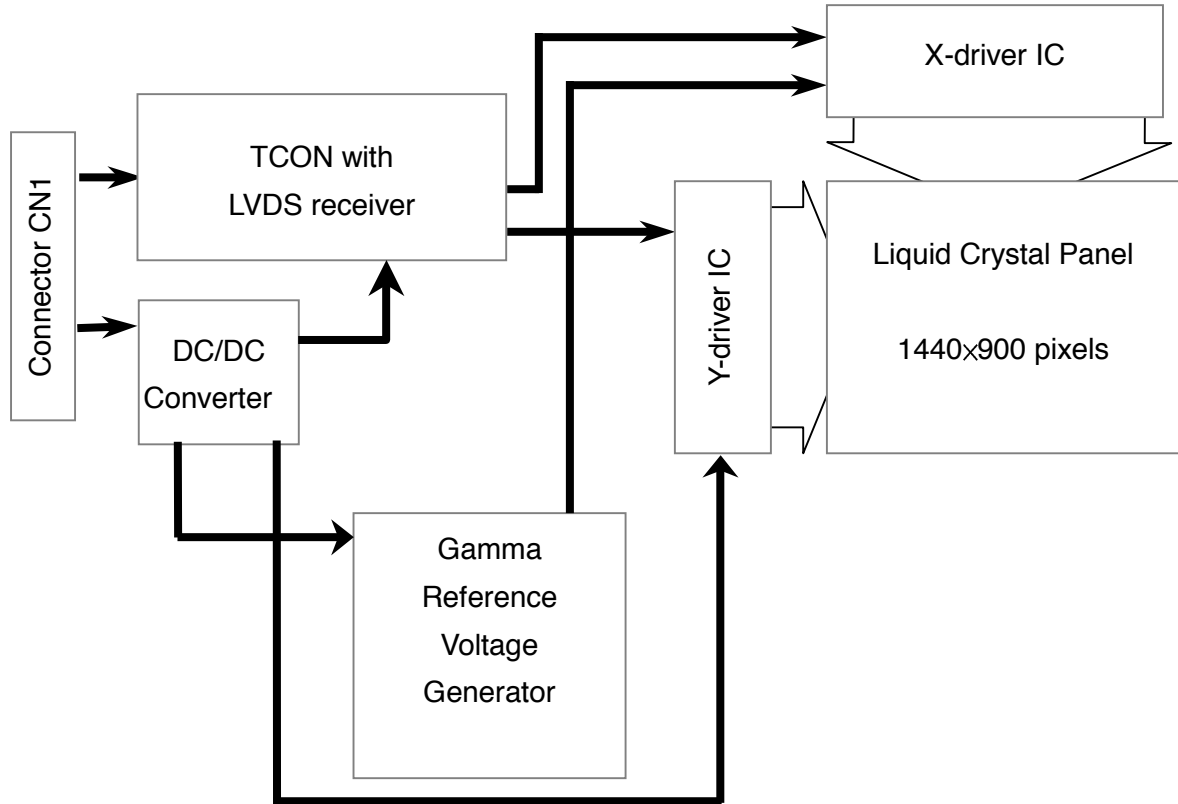 Connector CN1
TCON with
LVDS receiver
DC/DC
Converter
Gamma
Reference
Voltage
Generator
X-driver IC
Y-driver IC
Liquid Crystal Panel
1440×900 pixels